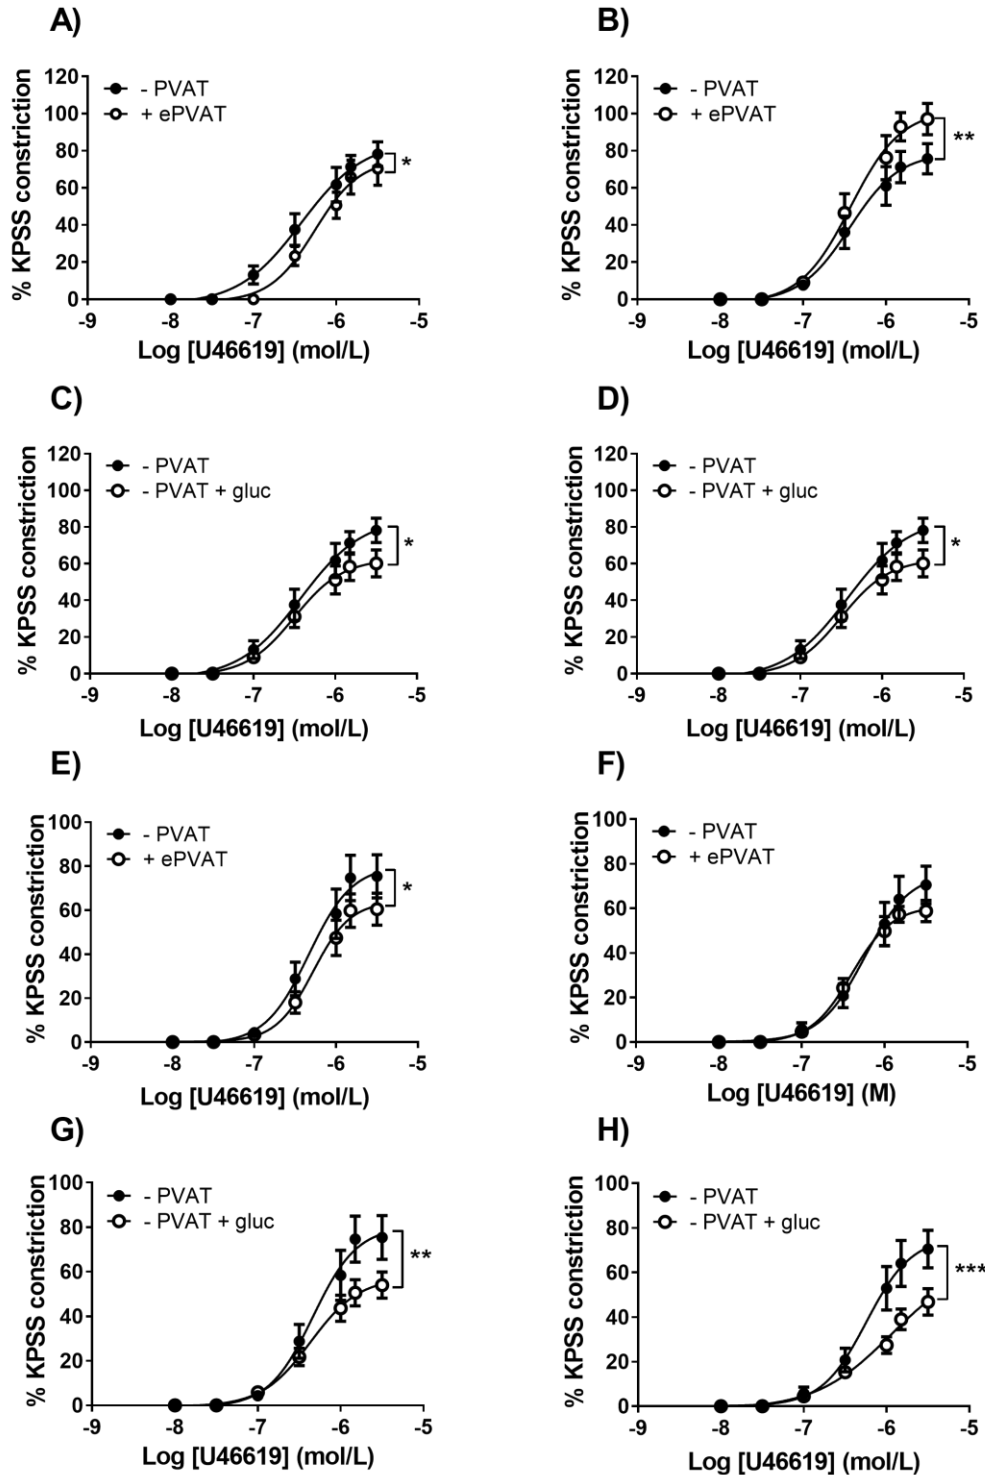 A)
% KPSS constriction
120
100
80
60
40
20
0
- PVAT
+ ePVAT
*
-9 -8 -7 -6 -5
Log [U46619] (mol/L)
B)
% KPSS constriction
120
100
80
60
40
20
0
- PVAT
+ ePVAT
**
-9 -8 -7 -6 -5
Log [U46619] (mol/L)
C)
% KPSS constriction
120
100
80
60
40
20
0
- PVAT
- PVAT + gluc
*
-9 -8 -7 -6 -5
Log [U46619] (mol/L)
D)
% KPSS constriction
120
100
80
60
40
20
0
- PVAT
- PVAT + gluc
*
-9 -8 -7 -6 -5
Log [U46619] (mol/L)
E)
% KPSS constriction
100
80
60
40
20
0
- PVAT
+ ePVAT
*
-9 -8 -7 -6 -5
Log [U46619] (mol/L)
F)
% KPSS constriction
100
80
60
40
20
0
- PVAT
+ ePVAT
-9 -8 -7 -6 -5
Log [U46619] (M)
G)
% KPSS constriction
100
80
60
40
20
0
- PVAT
- PVAT + gluc
**
-9 -8 -7 -6 -5
Log [U46619] (mol/L)
H)
% KPSS constriction
100
80
60
40
20
0
- PVAT
- PVAT + gluc
***
-9 -8 -7 -6 -5
Log [U46619] (mol/L)